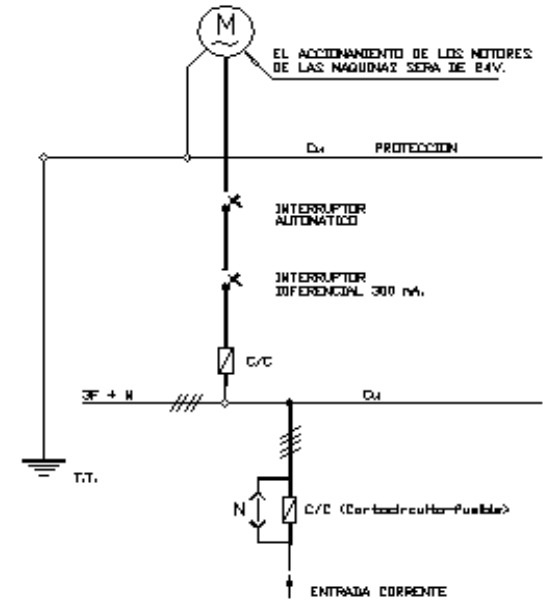 M
EL ACCIONAMIENTO DE LOS MOTORES
DE LAS MAQUINAS SERA DE 24V.
Cu PROTECCION
INTERRUPTOR
AUTOMATICO
INTERRUPTOR
DIFERENCIAL 300 mA.
C/C
3F + N
Cu
T.T.
N
C/C (Cortocircuito-fusible)
ENTRADA CORRENTE